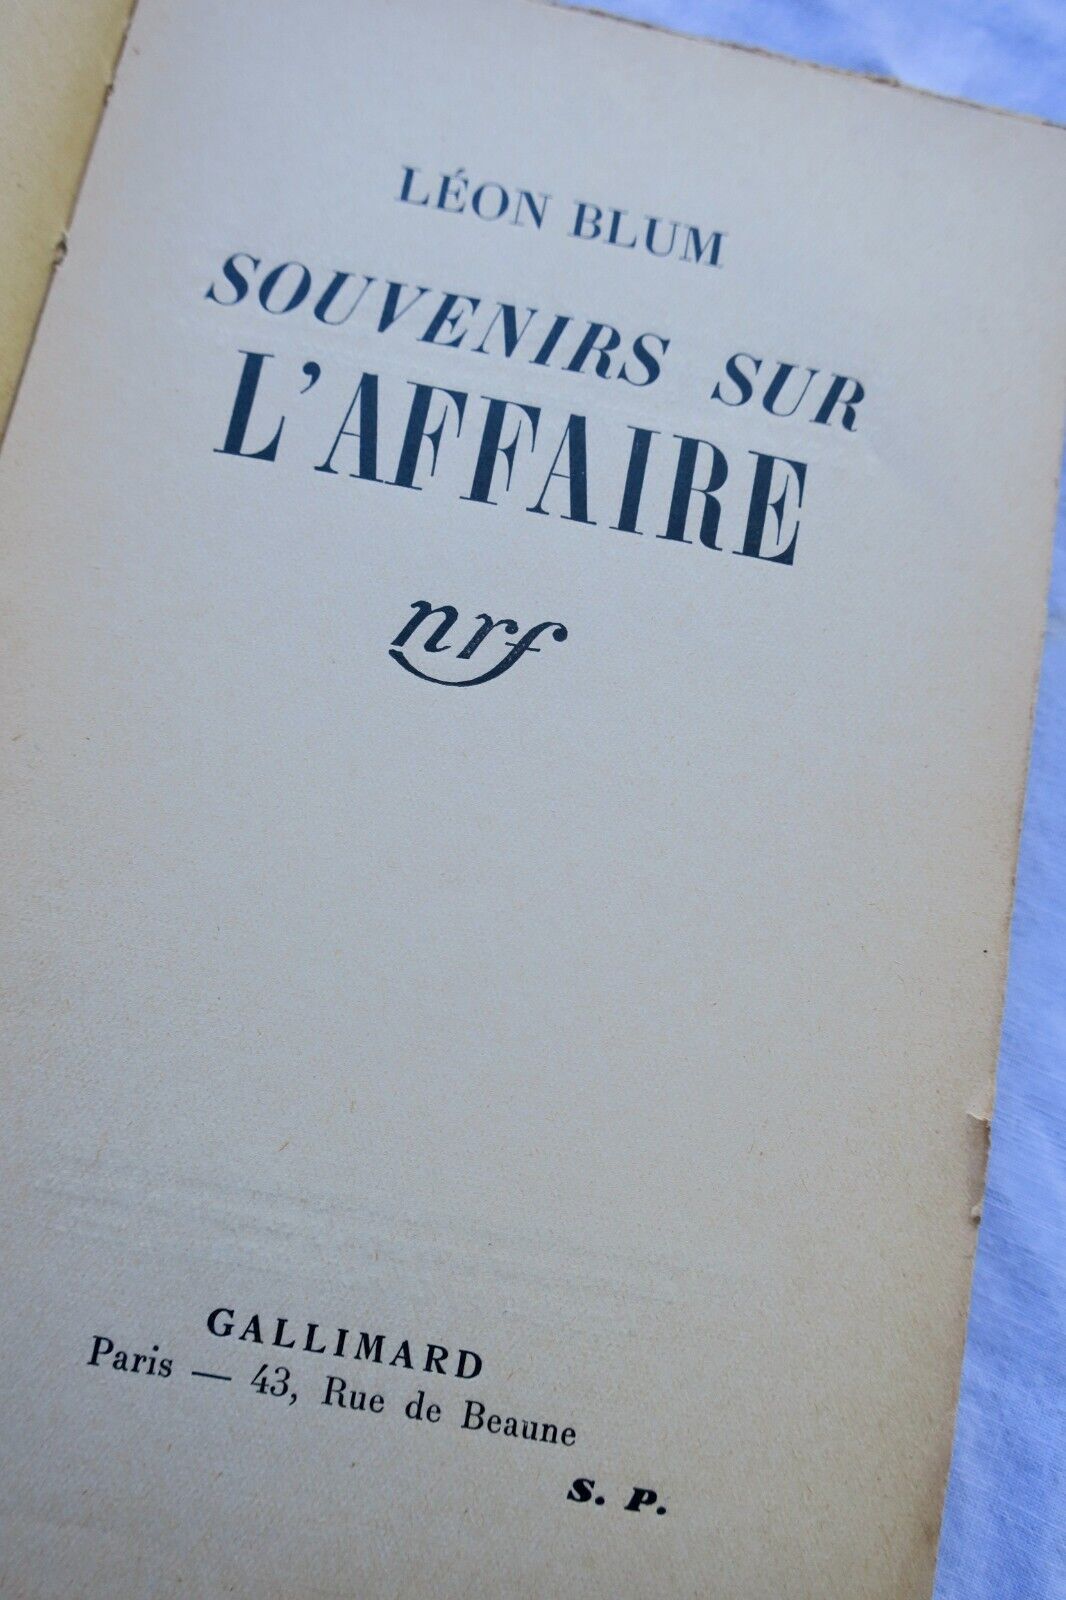 LÉON BLUM
SOUVENIRS SUR
L'AFFAIRE
nrf
GALLIMARD
Paris — 43, Rue de Beaune
S. P.